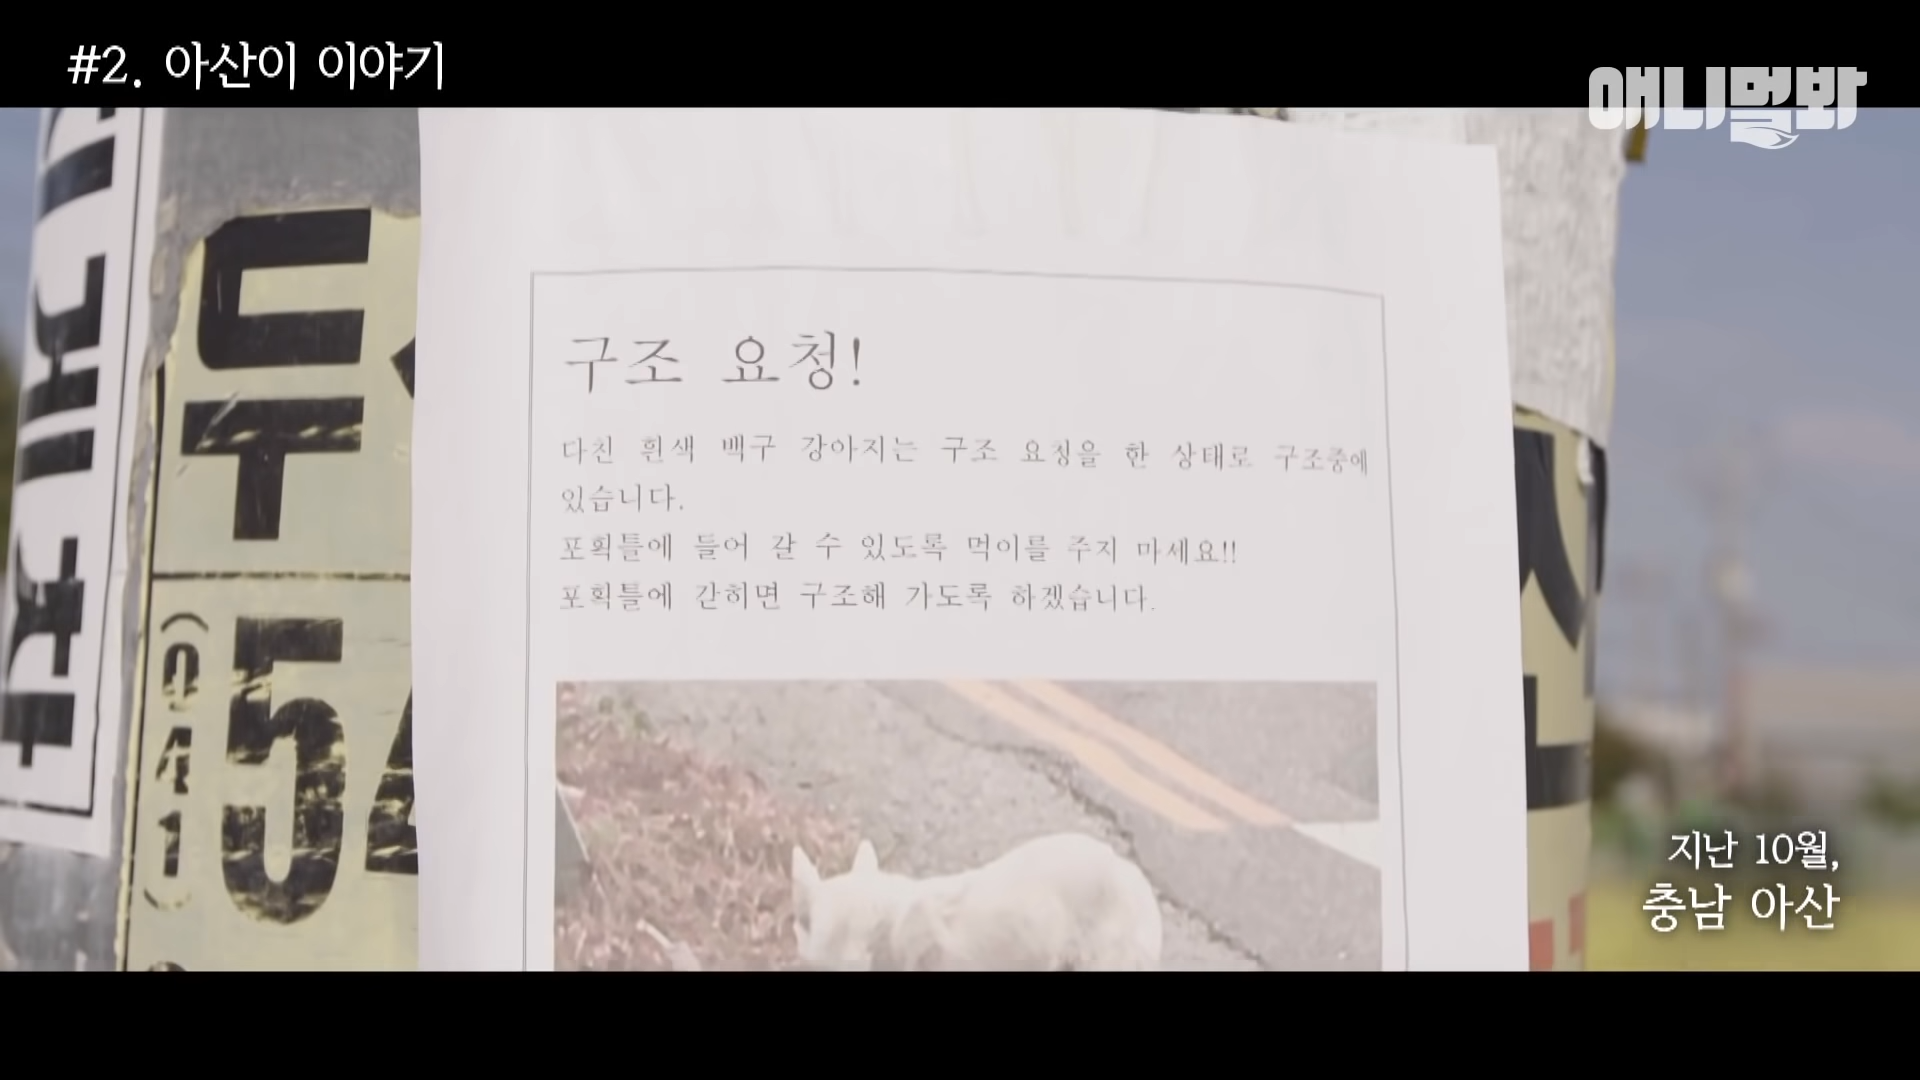 #2. 아산이 이야기
애니멀봐
구조 요청!
다친 흰색 백구 강아지는 구조 요청을 한 상태로 구조중에
있습니다.
포획틀에 들어 갈 수 있도록 먹이를 주지 마세요!!
포획틀에 갇히면 구조해 가도록 하겠습니다.
두
(041)
54
지난 10월,
충남 아산